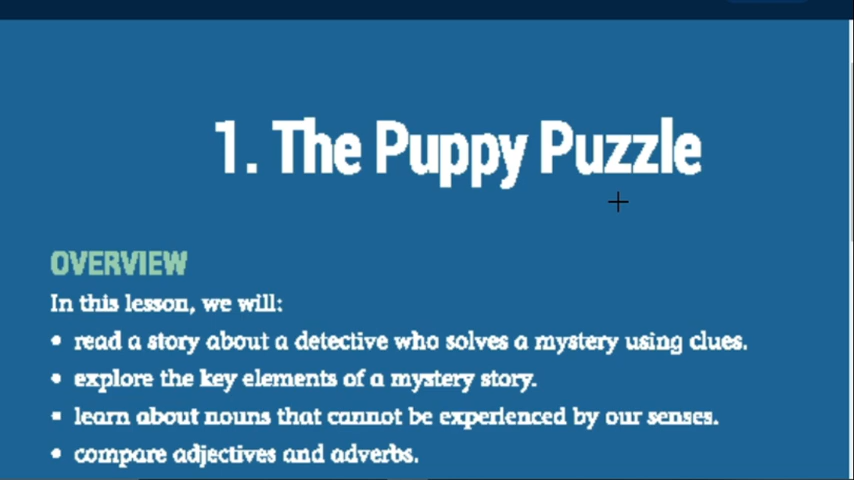 1. The Puppy Puzzle
OVERVIEW
In this lesson, we will:
• read a story about a detective who solves a mystery using clues.
• explore the key elements of a mystery story.
• learn about nouns that cannot be experienced by our senses.
• compare adjectives and adverbs.